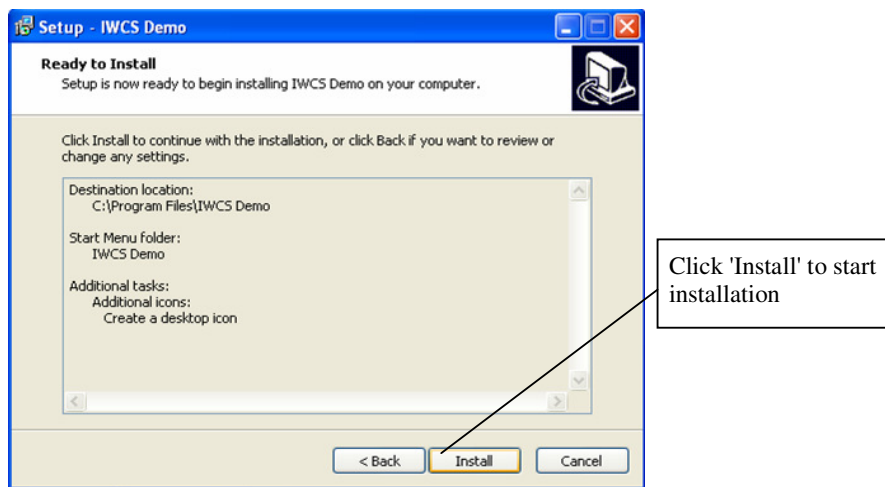 Setup - IWCS Demo
Ready to Install
Setup is now ready to begin installing IWCS Demo on your computer.
Click Install to continue with the installation, or click Back if you want to review or
change any settings.
Destination location:
C:\Program Files\IWCS Demo
Start Menu folder:
IWCS Demo
Additional tasks:
Additional icons:
Create a desktop icon
Click 'Install' to start
installation
< Back
Install
Cancel